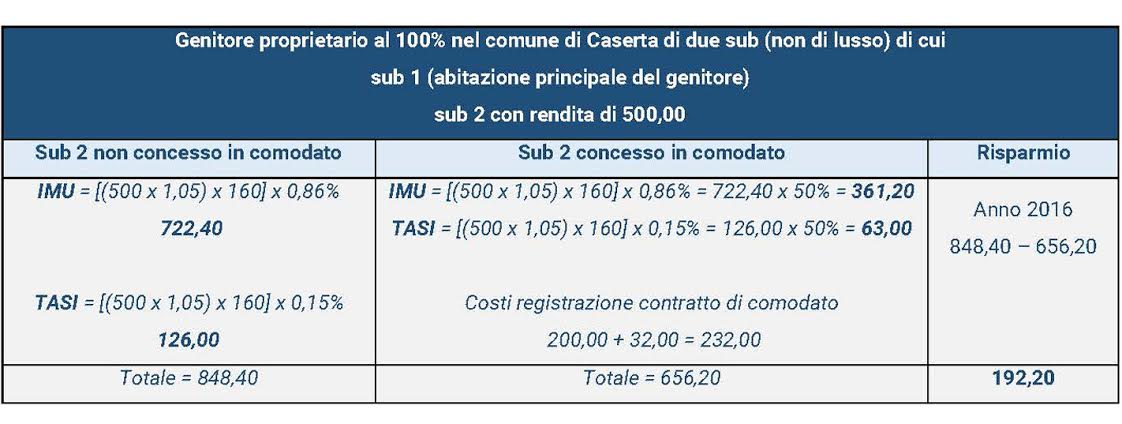 Genitore proprietario al 100% nel comune di Caserta di due sub (non di lusso) di cui
sub 1 (abitazione principale del genitore)
sub 2 con rendita di 500,00
Sub 2 non concesso in comodato
Sub 2 concesso in comodato
Risparmio
IMU = [(500 x 1,05) x 160] x 0,86%
722,40
TASI = [(500 x 1,05) x 160] x 0,15%
126,00
IMU = [(500 x 1,05) x 160] x 0,86% = 722,40 x 50% = 361,20
TASI = [(500 x 1,05) x 160] x 0,15% = 126,00 x 50% = 63,00
Costi registrazione contratto di comodato
200,00 + 32,00 = 232,00
Anno 2016
848,40 – 656,20
Totale = 848,40
Totale = 656,20
192,20